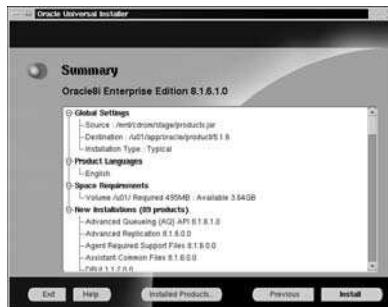 Oracle Universal Installer
Summary
Oracle8i Enterprise Edition 8.1.6.1.0
Global Settings
Source : /mnt/cdrom/stage/products.jar
Destination : /u01/app/oracle/product/8.1.6
Installation Type : Typical
Product Languages
English
Space Requirements
Volume /u01/ Required 495MB : Available 3.64GB
New Installations (89 products)
Advanced Queueing (AQ) API 8.1.6.1.0
Advanced Replication 8.1.6.0.0
Agent Required Support Files 8.1.6.0.0
Assistant Common Files 8.1.6.0.0
Exit
Help
Installed Products...
Previous
Install